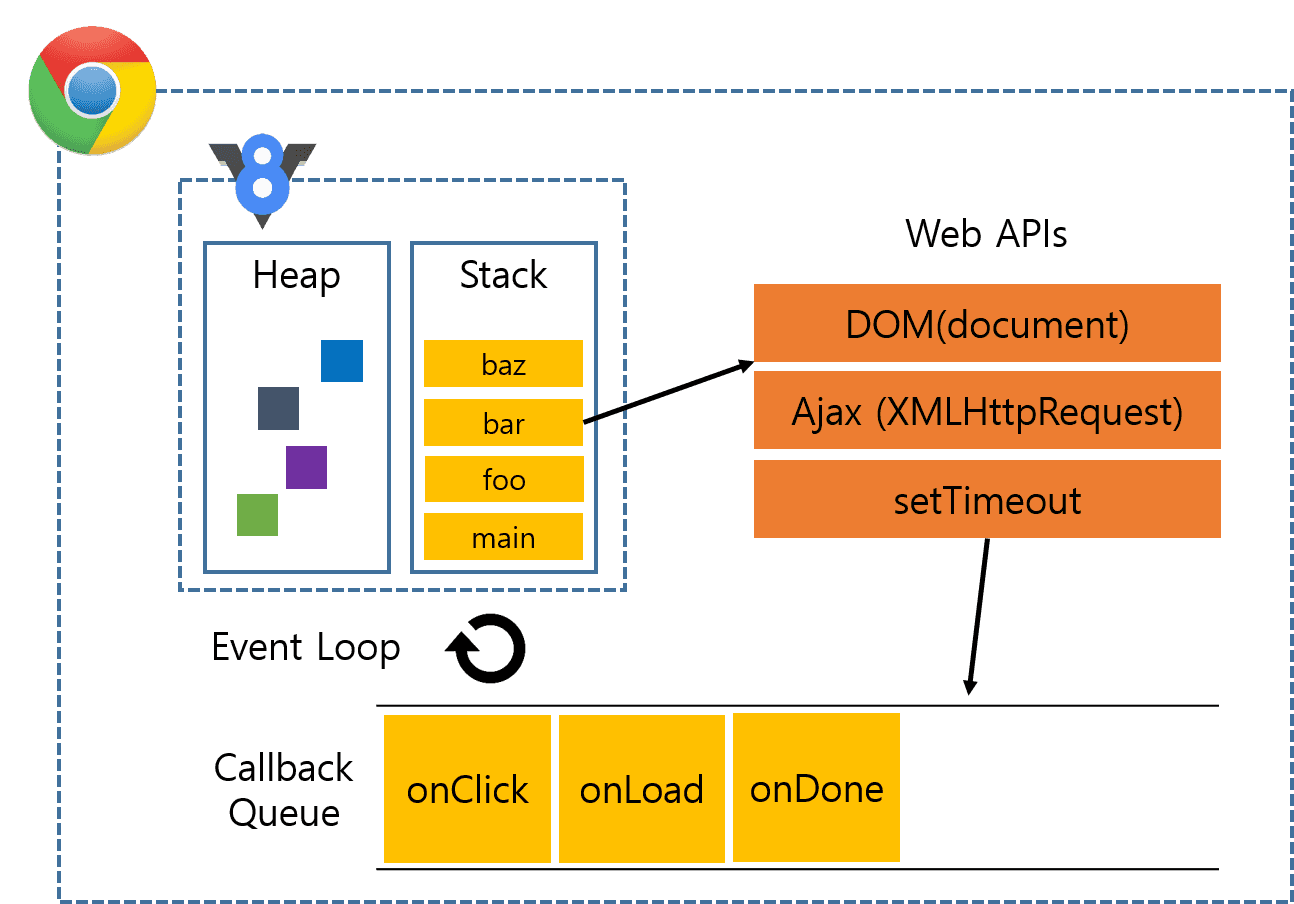 8
Heap
Stack
Web APIs
DOM(document)
baz
Ajax (XMLHttpRequest)
bar
foo
setTimeout
main
Event Loop
Callback
Queue
onClick
onLoad
onDone